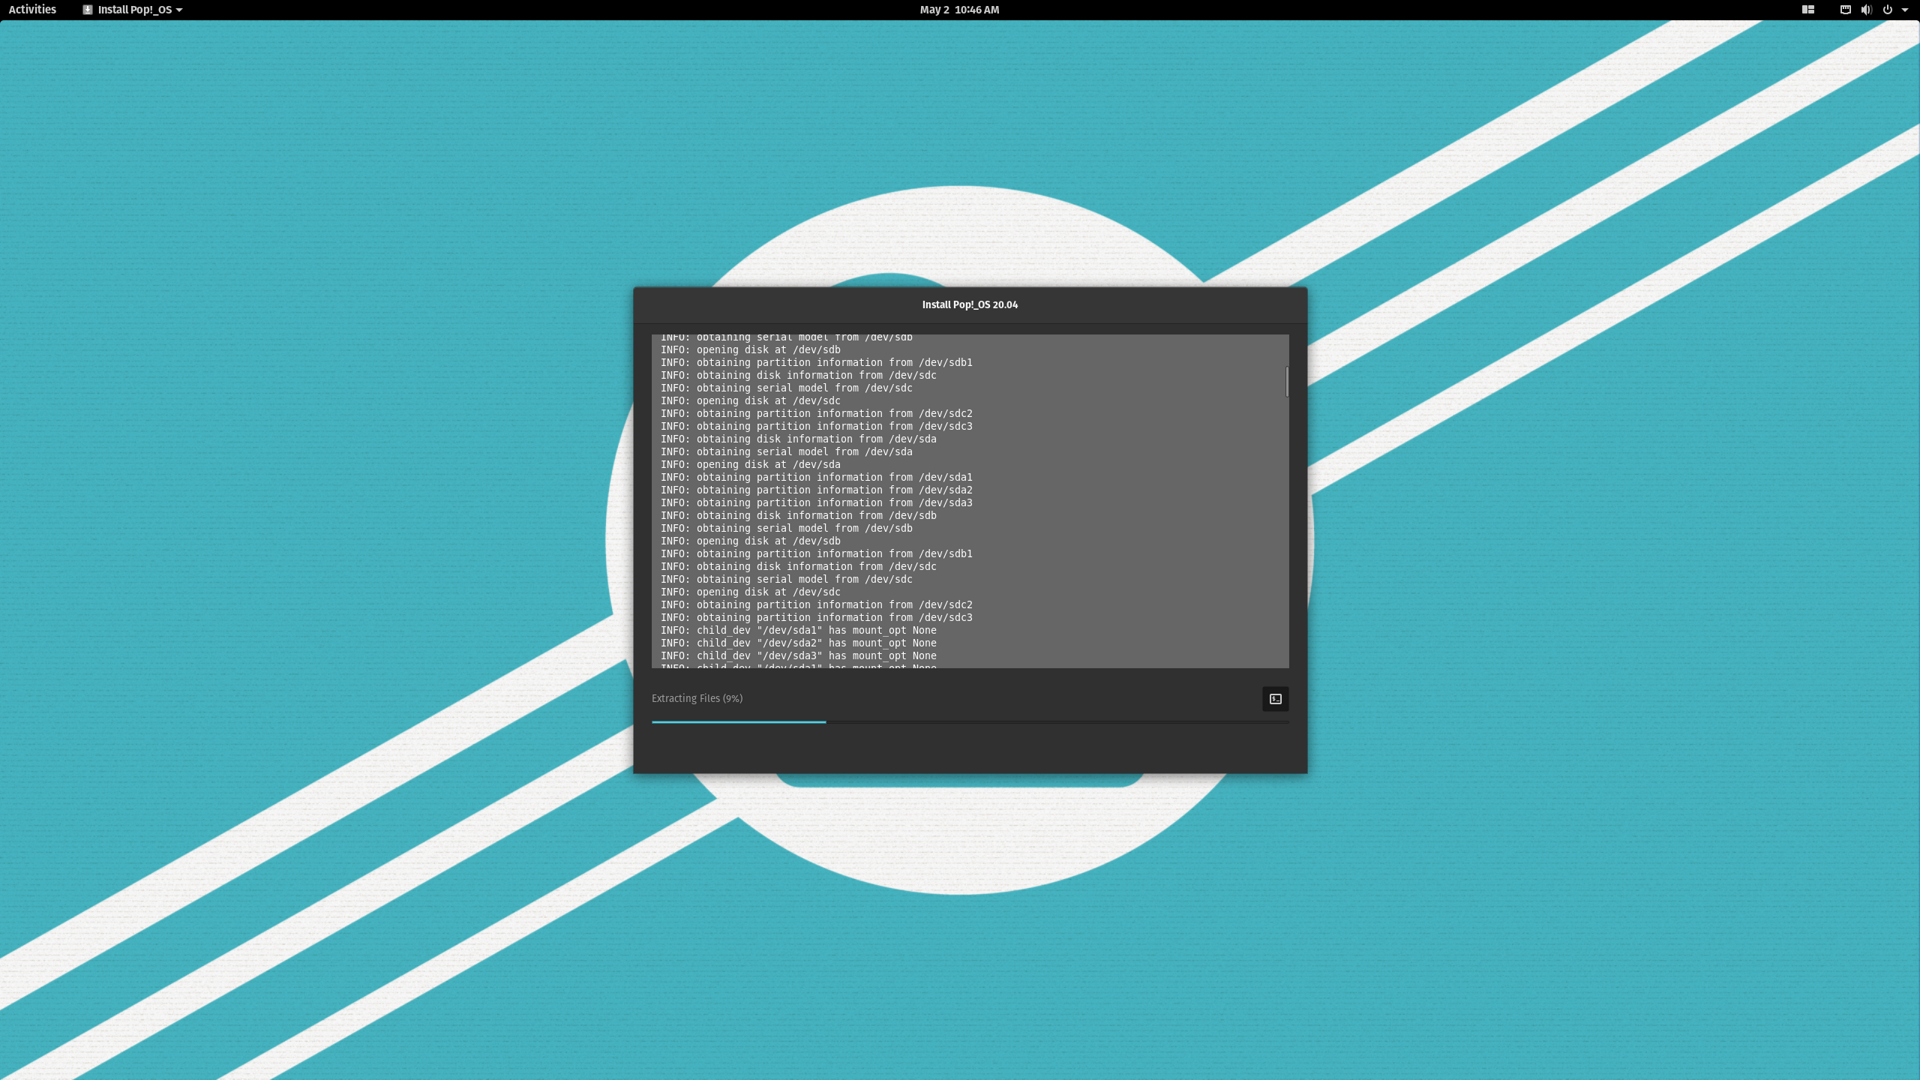 Activities
Install Pop!_OS
May 2 10:46 AM
Install Pop!_OS 20.04
INFO: obtaining serial model from /dev/sdb
INFO: opening disk at /dev/sdb
INFO: obtaining partition information from /dev/sdb1
INFO: obtaining disk information from /dev/sdc
INFO: obtaining serial model from /dev/sdc
INFO: opening disk at /dev/sdc
INFO: obtaining partition information from /dev/sdc2
INFO: obtaining partition information from /dev/sdc3
INFO: obtaining disk information from /dev/sda
INFO: obtaining serial model from /dev/sda
INFO: opening disk at /dev/sda
INFO: obtaining partition information from /dev/sda1
INFO: obtaining partition information from /dev/sda2
INFO: obtaining partition information from /dev/sda3
INFO: obtaining disk information from /dev/sdb
INFO: obtaining serial model from /dev/sdb
INFO: opening disk at /dev/sdb
INFO: obtaining partition information from /dev/sdb1
INFO: obtaining disk information from /dev/sdc
INFO: obtaining serial model from /dev/sdc
INFO: opening disk at /dev/sdc
INFO: obtaining partition information from /dev/sdc2
INFO: obtaining partition information from /dev/sdc3
INFO: child_dev "/dev/sda1" has mount_opt None
INFO: child_dev "/dev/sda2" has mount_opt None
INFO: child_dev "/dev/sda3" has mount_opt None
INFO: child_dev "/dev/sda1" has mount_opt None
Extracting Files (9%)